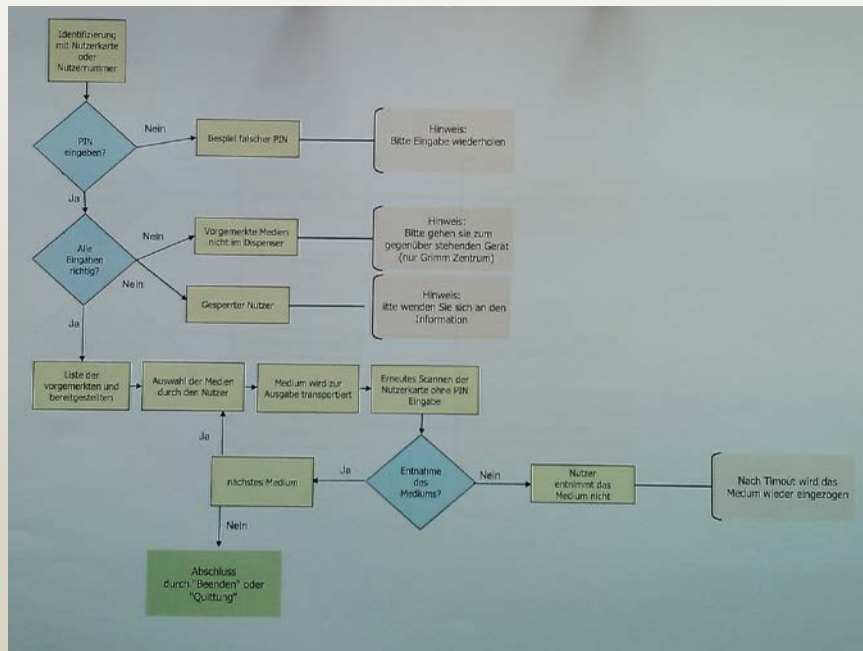 Identifizierung
mit Nutzerkarte
oder
Nutzernummer
PIN
eingeben?
Nein
Bespiel falscher PIN
Hinweis:
Bitte Eingabe wiederholen
Ja
Alle
Eingaben
richtig?
Nein
Vorgemerkte Medien
nicht im Dispenser
Hinweis:
Bitte gehen sie zum
gegenüber stehenden Gerät
(nur Grimm Zentrum)
Nein
Gesperrter Nutzer
Hinweis:
itte wenden Sie sich an den
Information
Ja
Liste der
vorgemerkten und
bereitgestellten
Auswahl der Medien
durch den Nutzer
Medium wird zur
Ausgabe transportiert
Erneutes Scannen der
Nutzerkarte ohne PIN
Eingabe
Ja
nächstes Medium
Ja
Entnahme
des
Mediums?
Nein
Nutzer
entnimmt das
Medium nicht
Nach Timout wird das
Medum wieder eingezogen
Nein
Abschluss
durch "Beenden" oder
"Quittung"